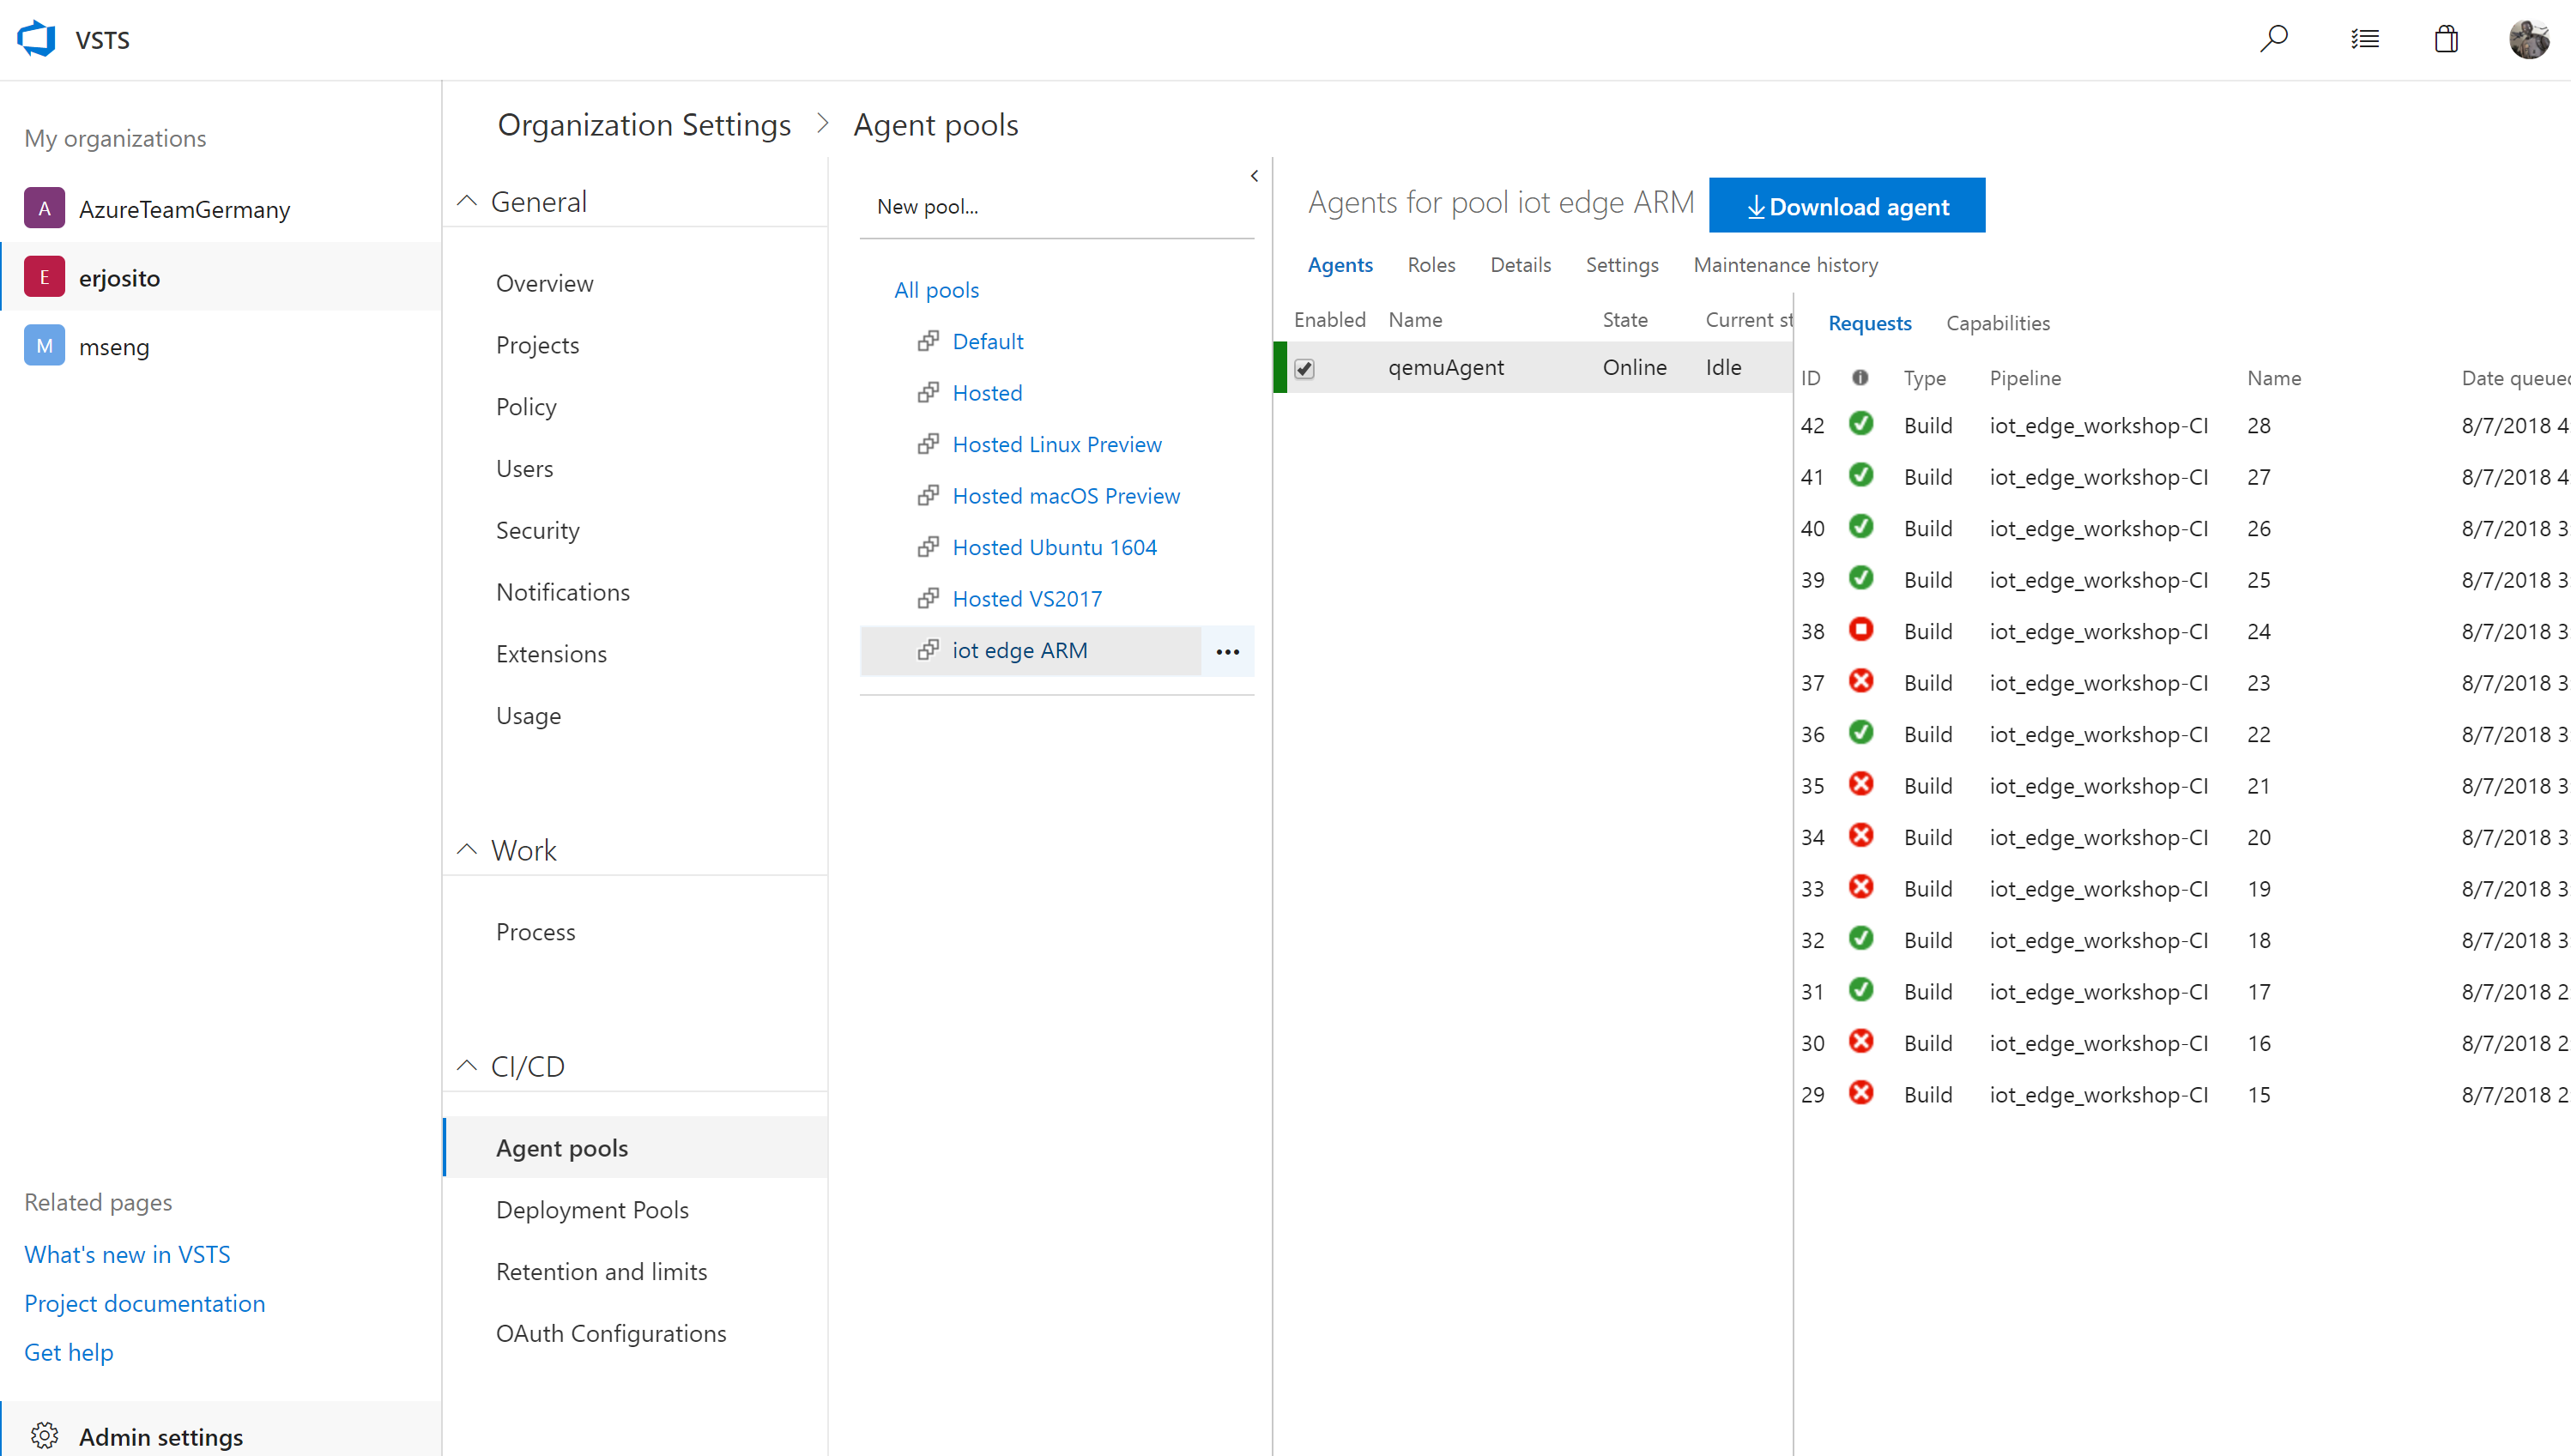 VSTS
My organizations
A AzureTeamGermany
E erjosito
M mseng
Related pages
What's new in VSTS
Project documentation
Get help
Admin settings
Organization Settings > Agent pools
General
Overview
Projects
Policy
Users
Security
Notifications
Extensions
Usage
Work
Process
CI/CD
Agent pools
Deployment Pools
Retention and limits
OAuth Configurations
New pool...
All pools
Default
Hosted
Hosted Linux Preview
Hosted macOS Preview
Hosted Ubuntu 1604
Hosted VS2017
iot edge ARM ...
Agents for pool iot edge ARM Download agent
Agents Roles Details Settings Maintenance history
Enabled Name State Current st
qemuAgent Online Idle
Requests Capabilities
ID Type Pipeline Name Date queued
42 Build iot_edge_workshop-CI 28 8/7/2018 4
41 Build iot_edge_workshop-CI 27 8/7/2018 4
40 Build iot_edge_workshop-CI 26 8/7/2018 3
39 Build iot_edge_workshop-CI 25 8/7/2018 3
38 Build iot_edge_workshop-CI 24 8/7/2018 3
37 Build iot_edge_workshop-CI 23 8/7/2018 3
36 Build iot_edge_workshop-CI 22 8/7/2018 3
35 Build iot_edge_workshop-CI 21 8/7/2018 3
34 Build iot_edge_workshop-CI 20 8/7/2018 3
33 Build iot_edge_workshop-CI 19 8/7/2018 3
32 Build iot_edge_workshop-CI 18 8/7/2018 3
31 Build iot_edge_workshop-CI 17 8/7/2018 2
30 Build iot_edge_workshop-CI 16 8/7/2018 2
29 Build iot_edge_workshop-CI 15 8/7/2018 2